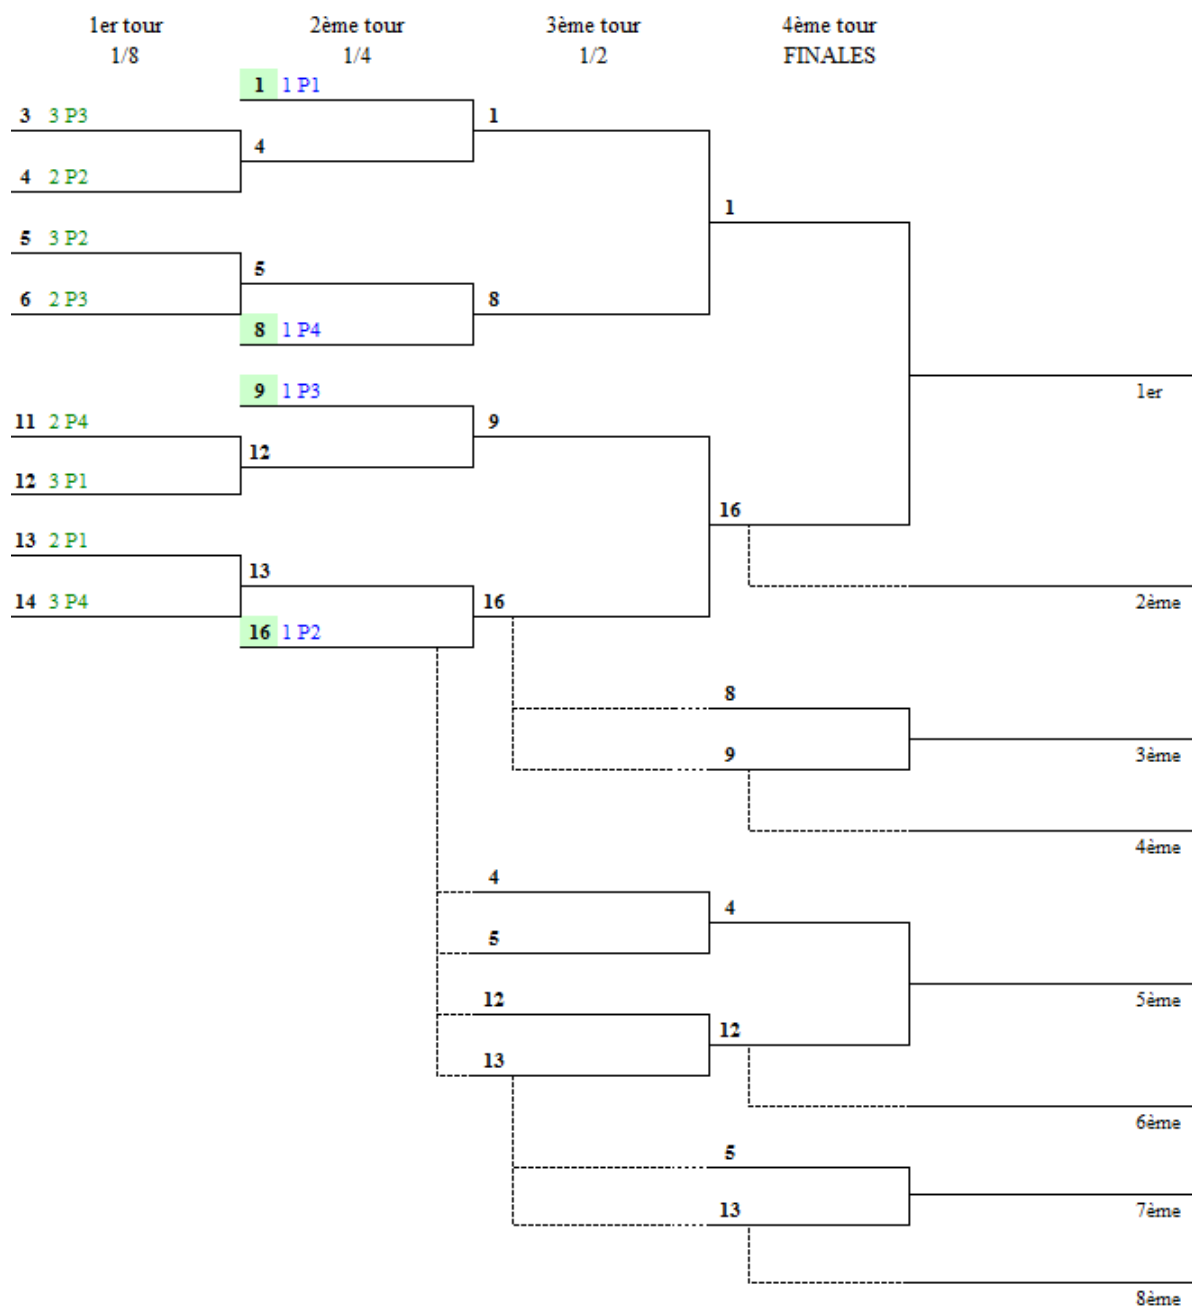 1er tour 2ème tour 3ème tour 4ème tour
1/8 1/4 1/2 FINALES
1 1 P1
3 3 P3 1
4
4 2 P2
1
5 3 P2
5
6 2 P3 8
8 1 P4
9 1 P3
1er
11 2 P4 9
12
12 3 P1
16
13 2 P1
13
14 3 P4 16
2ème
16 1 P2
8
9 3ème
4ème
4
4
5
12 5ème
12
13
6ème
5
13 7ème
8ème